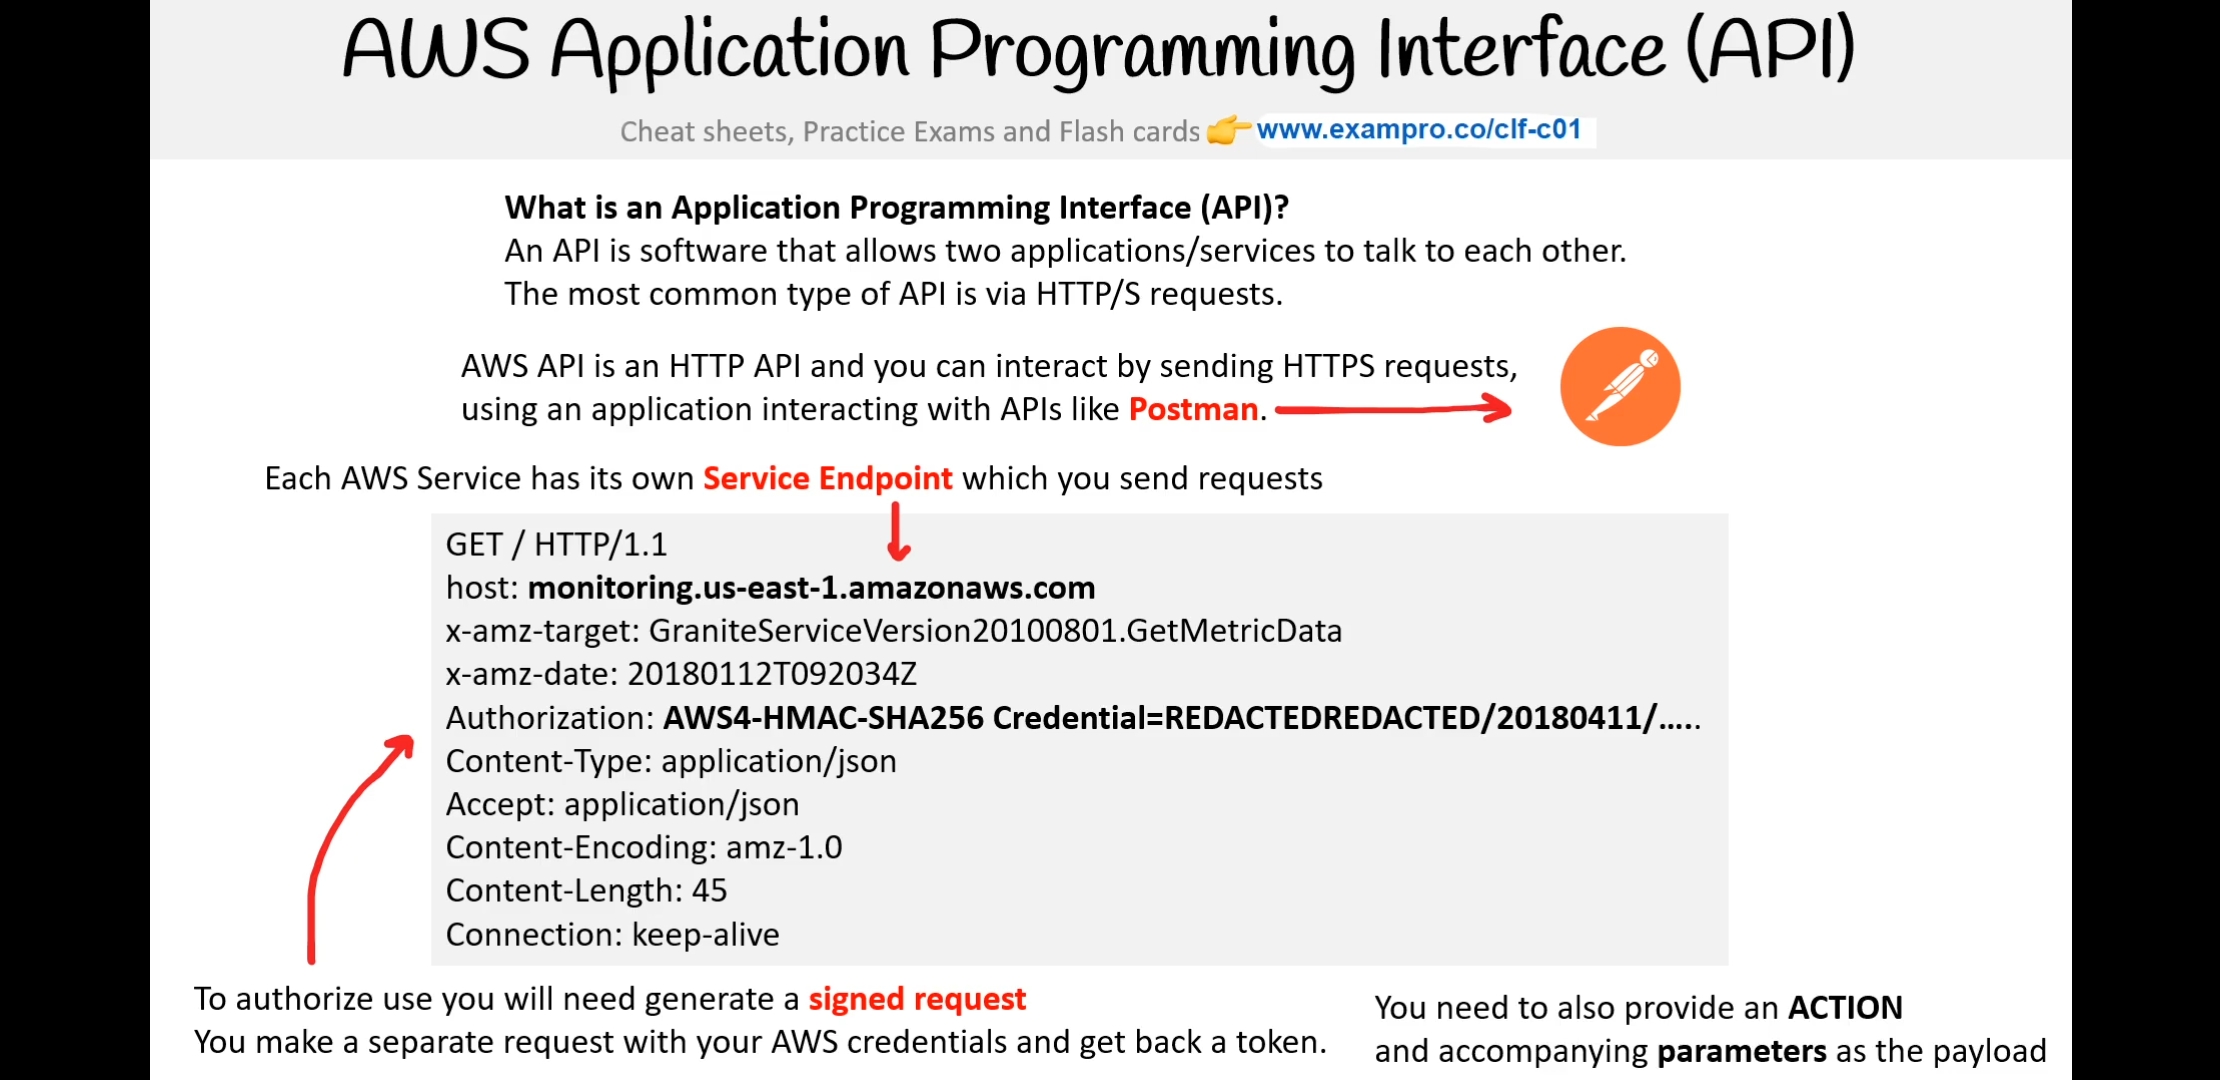 AWS Application Programming Interface (API)
Cheat sheets, Practice Exams and Flash cards 👉 www.exampro.co/clf-c01
What is an Application Programming Interface (API)?
An API is software that allows two applications/services to talk to each other.
The most common type of API is via HTTP/S requests.
AWS API is an HTTP API and you can interact by sending HTTPS requests,
using an application interacting with APIs like Postman.
Each AWS Service has its own Service Endpoint which you send requests
GET / HTTP/1.1
host: monitoring.us-east-1.amazonaws.com
x-amz-target: GraniteServiceVersion20100801.GetMetricData
x-amz-date: 20180112T092034Z
Authorization: AWS4-HMAC-SHA256 Credential=REDACTEDREDACTED/20180411/.....
Content-Type: application/json
Accept: application/json
Content-Encoding: amz-1.0
Content-Length: 45
Connection: keep-alive
To authorize use you will need generate a signed request
You make a separate request with your AWS credentials and get back a token.
You need to also provide an ACTION
and accompanying parameters as the payload